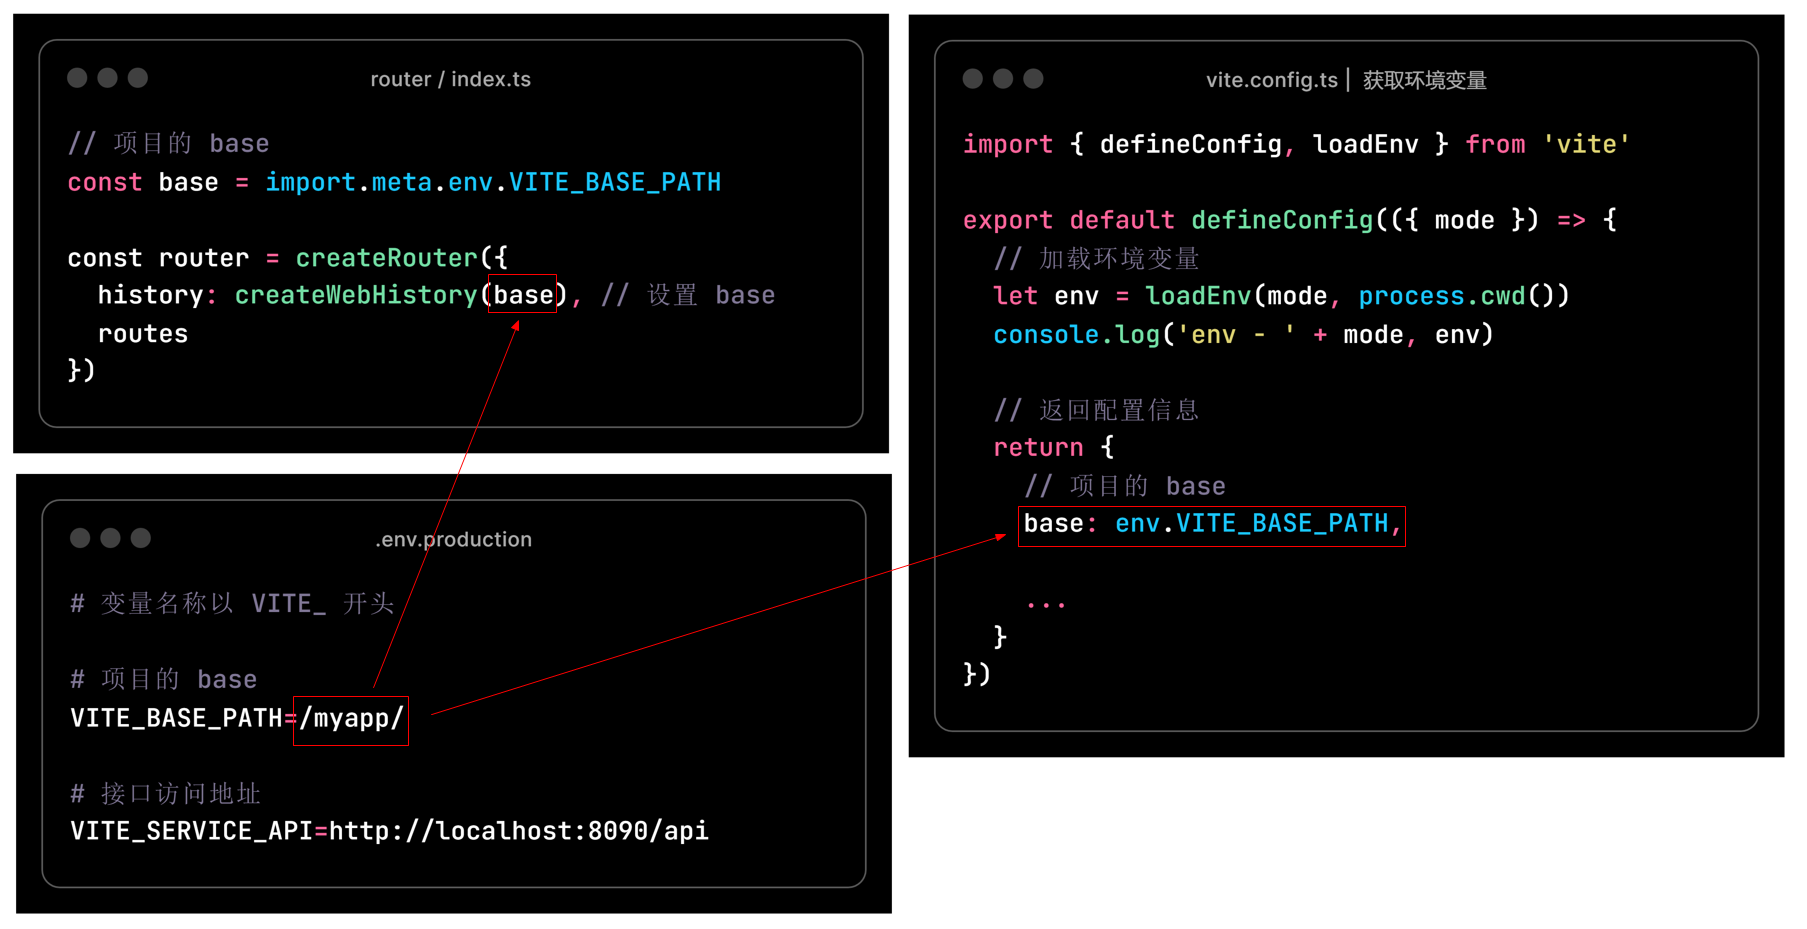 router / index.ts
// 项目的 base
const base = import.meta.env.VITE_BASE_PATH
const router = createRouter({
history: createWebHistory(base), // 设置 base
routes
})
.env.production
# 变量名称以 VITE_ 开头
# 项目的 base
VITE_BASE_PATH=/myapp/
# 接口访问地址
VITE_SERVICE_API=http://localhost:8090/api
vite.config.ts | 获取环境变量
import { defineConfig, loadEnv } from 'vite'
export default defineConfig(({ mode }) => {
// 加载环境变量
let env = loadEnv(mode, process.cwd())
console.log('env - ' + mode, env)
// 返回配置信息
return {
// 项目的 base
base: env.VITE_BASE_PATH,
...
}
})